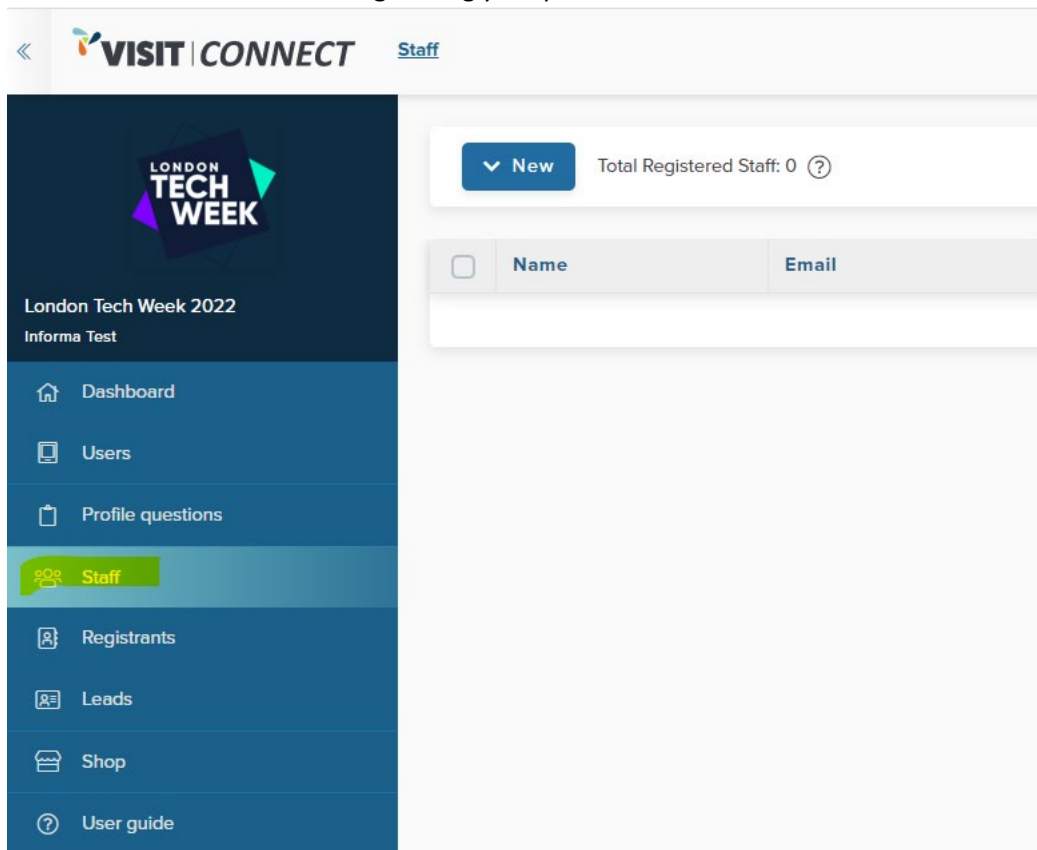 VISIT CONNECT
Staff
LONDON
TECH
WEEK
New
Total Registered Staff: 0 ?
Name
Email
London Tech Week 2022
Informa Test
Dashboard
Users
Profile questions
Staff
Registrants
Leads
Shop
User guide